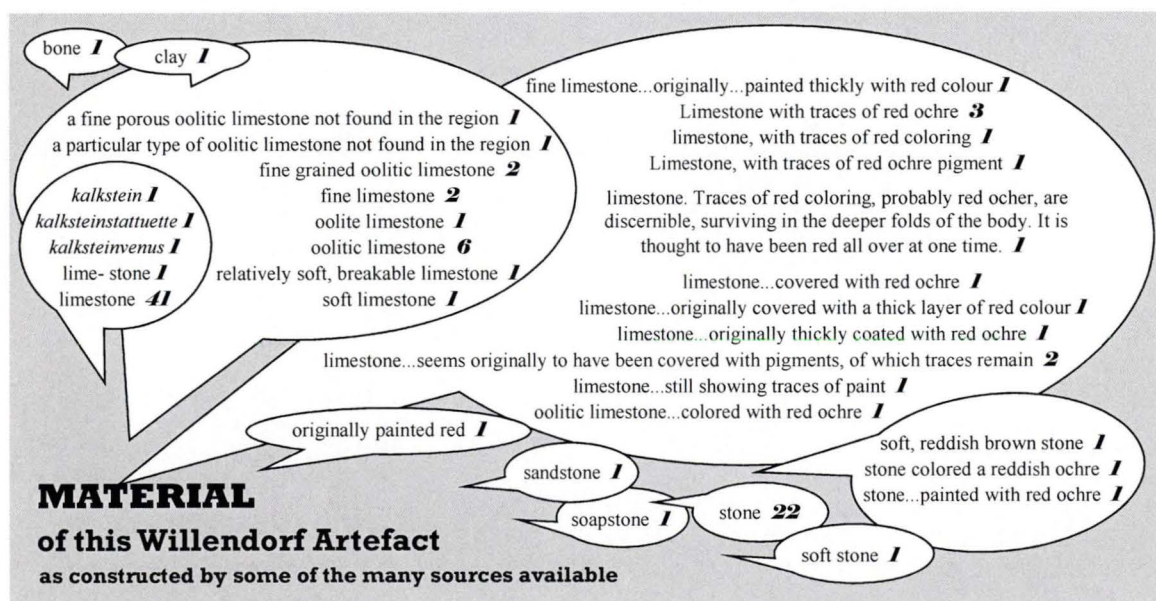 bone 1
clay 1
a fine porous oolitic limestone not found in the region 1
a particular type of oolitic limestone not found in the region 1
fine grained oolitic limestone 2
fine limestone 2
oolite limestone 1
oolitic limestone 6
relatively soft, breakable limestone 1
soft limestone 1
kalkstein 1
kalksteinstattuette 1
kalksteinvenus 1
lime- stone 1
limestone 41
fine limestone...originally...painted thickly with red colour 1
Limestone with traces of red ochre 3
limestone, with traces of red coloring 1
Limestone, with traces of red ochre pigment 1
limestone. Traces of red coloring, probably red ocher, are
discernible, surviving in the deeper folds of the body. It is
thought to have been red all over at one time. 1
limestone...covered with red ochre 1
limestone...originally covered with a thick layer of red colour 1
limestone...originally thickly coated with red ochre 1
limestone...seems originally to have been covered with pigments, of which traces remain 2
limestone...still showing traces of paint 1
oolitic limestone...colored with red ochre 1
originally painted red 1
soft, reddish brown stone 1
stone colored a reddish ochre 1
stone...painted with red ochre 1
sandstone 1
soapstone 1
stone 22
soft stone 1
MATERIAL
of this Willendorf Artefact
as constructed by some of the many sources available